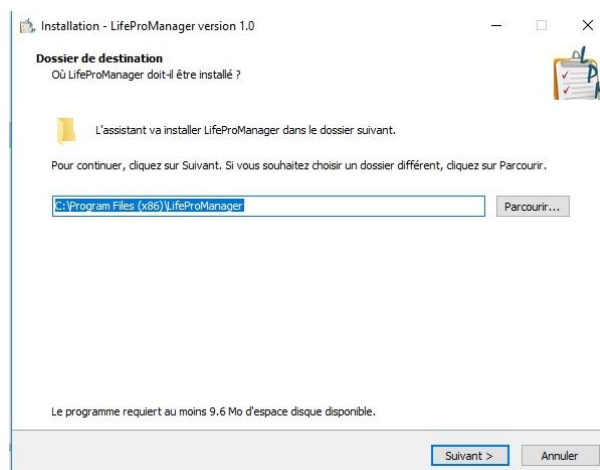 Installation - LifeProManager version 1.0
Dossier de destination
Où LifeProManager doit-il être installé ?
L'assistant va installer LifeProManager dans le dossier suivant.
Pour continuer, cliquez sur Suivant. Si vous souhaitez choisir un dossier différent, cliquez sur Parcourir.
C:\Program Files (x86)\LifeProManager
Parcourir...
Le programme requiert au moins 9.6 Mo d'espace disque disponible.
Suivant >
Annuler